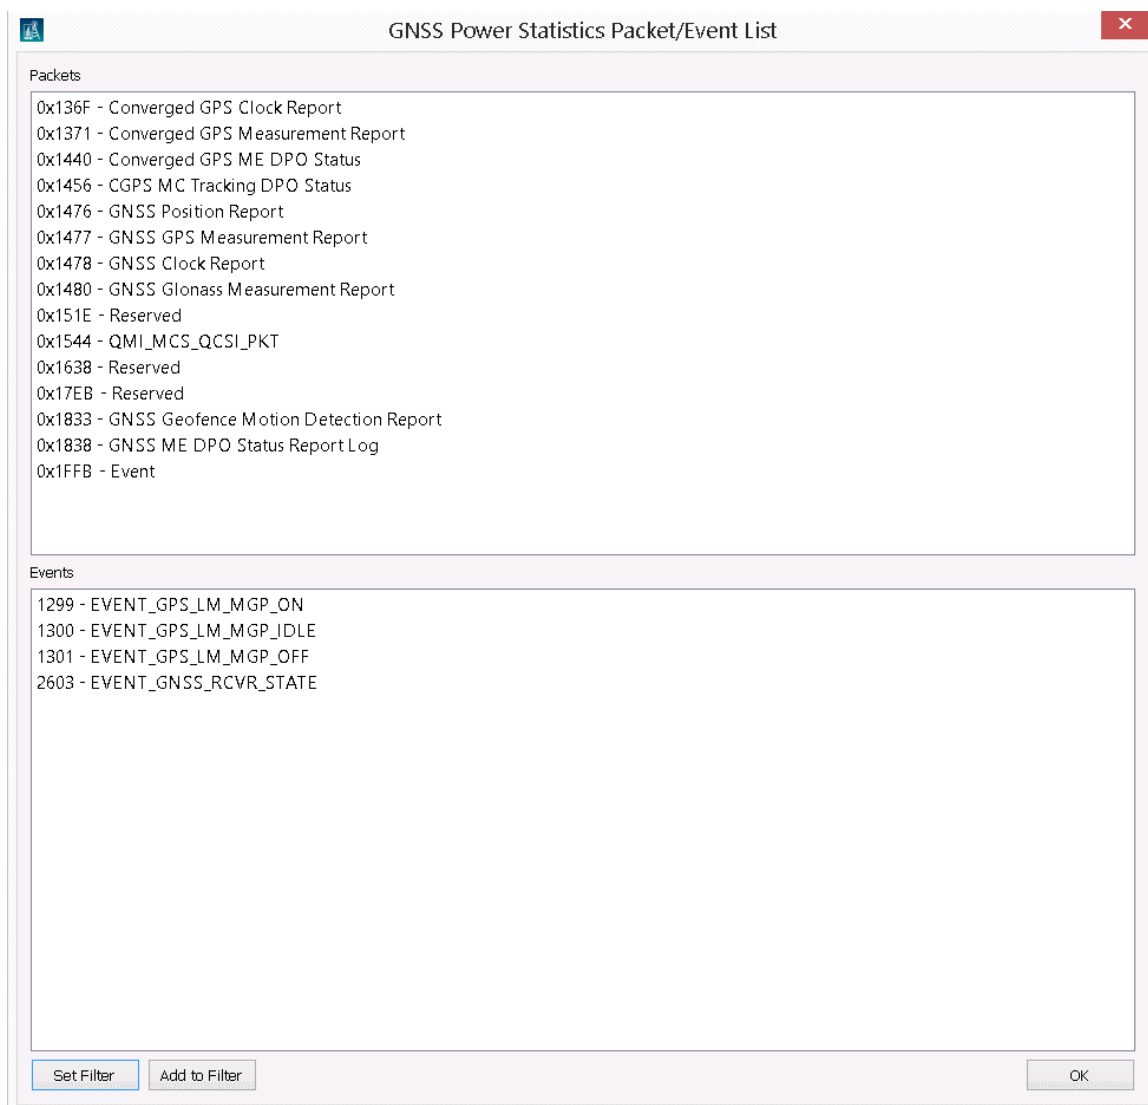 GNSS Power Statistics Packet/Event List
Packets
0x136F - Converged GPS Clock Report
0x1371 - Converged GPS Measurement Report
0x1440 - Converged GPS ME DPO Status
0x1456 - CGPS MC Tracking DPO Status
0x1476 - GNSS Position Report
0x1477 - GNSS GPS Measurement Report
0x1478 - GNSS Clock Report
0x1480 - GNSS Glonass Measurement Report
0x151E - Reserved
0x1544 - QMI_MCS_QCSI_PKT
0x1638 - Reserved
0x17EB - Reserved
0x1833 - GNSS Geofence Motion Detection Report
0x1838 - GNSS ME DPO Status Report Log
0x1FFB - Event
Events
1299 - EVENT_GPS_LM_MGP_ON
1300 - EVENT_GPS_LM_MGP_IDLE
1301 - EVENT_GPS_LM_MGP_OFF
2603 - EVENT_GNSS_RCVR_STATE
Set Filter Add to Filter OK